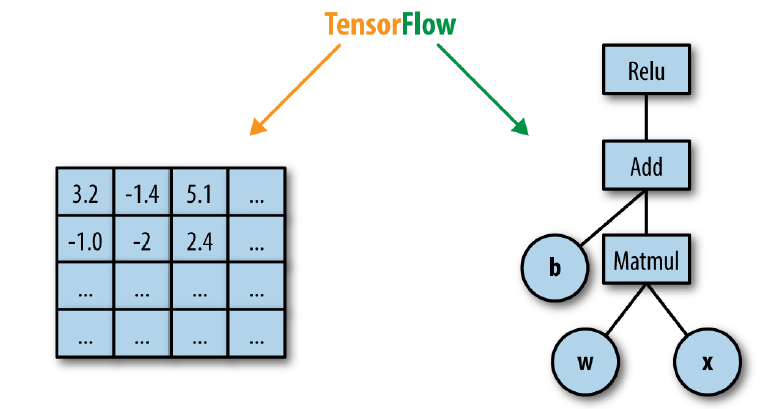 TensorFlow
3.2 -1.4 5.1 ...
-1.0 -2 2.4 ...
... ... ... ...
... ... ... ...
Relu
Add
b
Matmul
w x